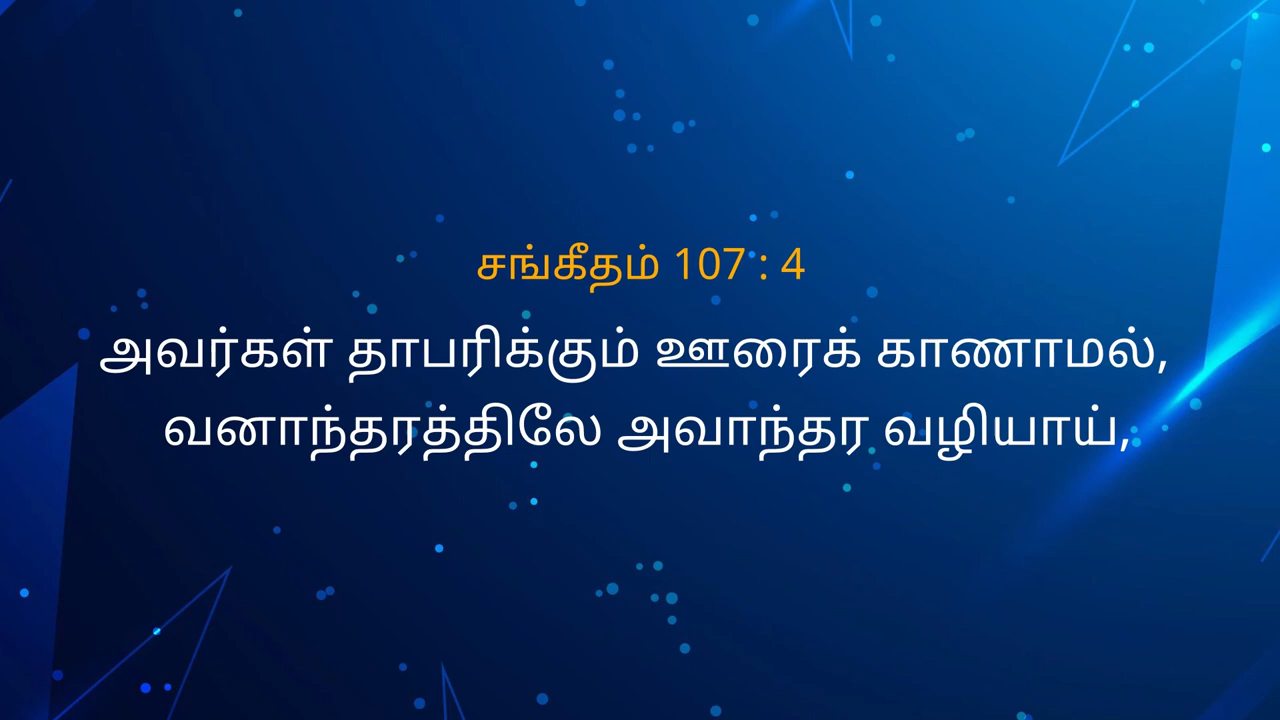 சங்கீதம் 107 : 4
அவர்கள் தாபரிக்கும் ஊரைக் காணாமல்,
வனாந்தரத்திலே அவாந்தர வழியாய்,